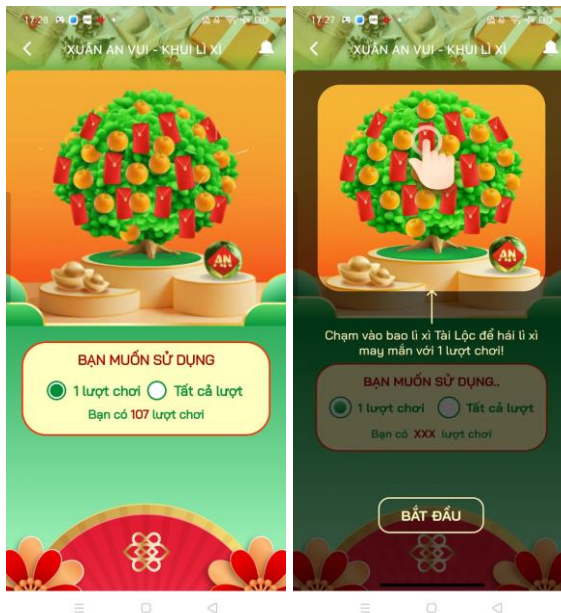 17:28
XUÂN AN VUI - KHUI LÌ XÌ
AN
BẠN MUỐN SỬ DỤNG
1 lượt chơi Tất cả lượt
Bạn có 107 lượt chơi
17:27
XUÂN AN VUI - KHUI LÌ XÌ
AN
Chạm vào bao lì xì Tài Lộc để hái lì xì
may mắn với 1 lượt chơi!
BẠN MUỐN SỬ DỤNG..
1 lượt chơi Tất cả lượt
Bạn có XXX lượt chơi
BẮT ĐẦU